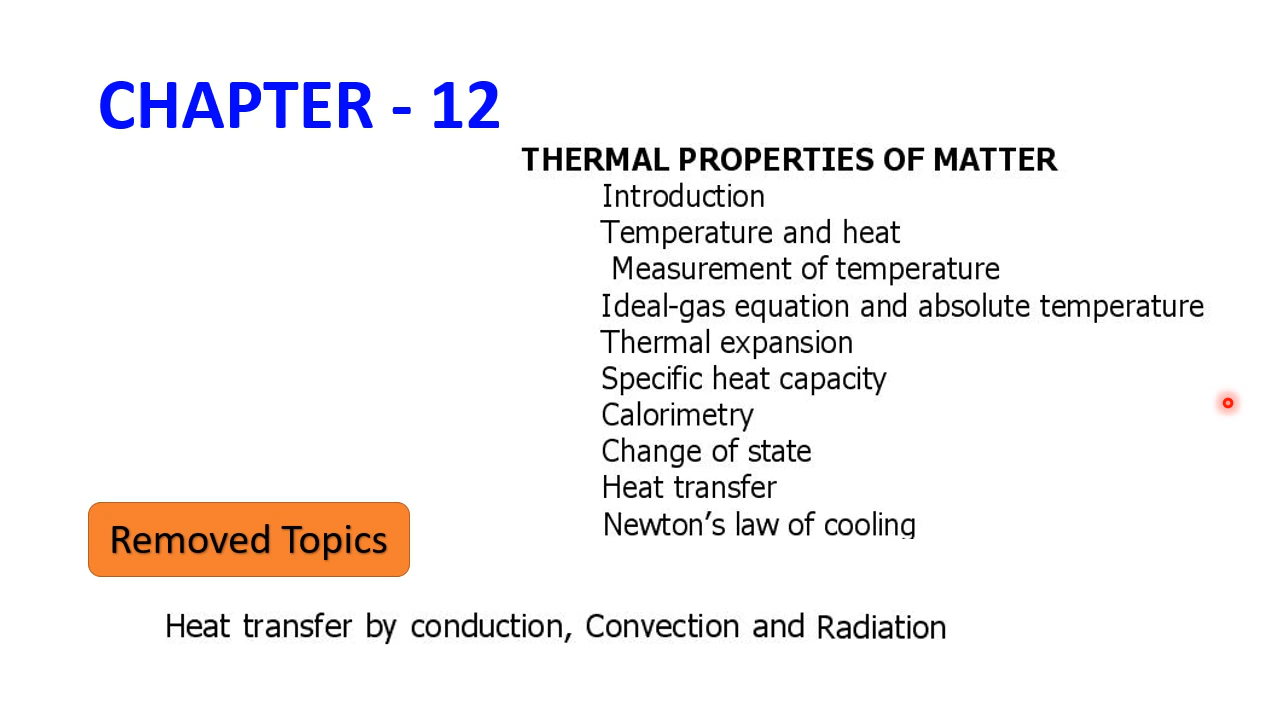 CHAPTER - 12
THERMAL PROPERTIES OF MATTER
Introduction
Temperature and heat
Measurement of temperature
Ideal-gas equation and absolute temperature
Thermal expansion
Specific heat capacity
Calorimetry
Change of state
Heat transfer
Newton’s law of cooling
Removed Topics
Heat transfer by conduction, Convection and Radiation